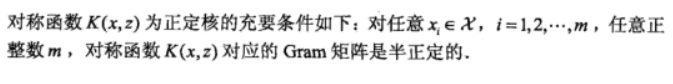 对称函数 K(x,z) 为正定核的充要条件如下：对任意 x_i ∈ 𝒳，i=1,2,⋯,m，任意正
整数 m，对称函数 K(x,z) 对应的 Gram 矩阵是半正定的.